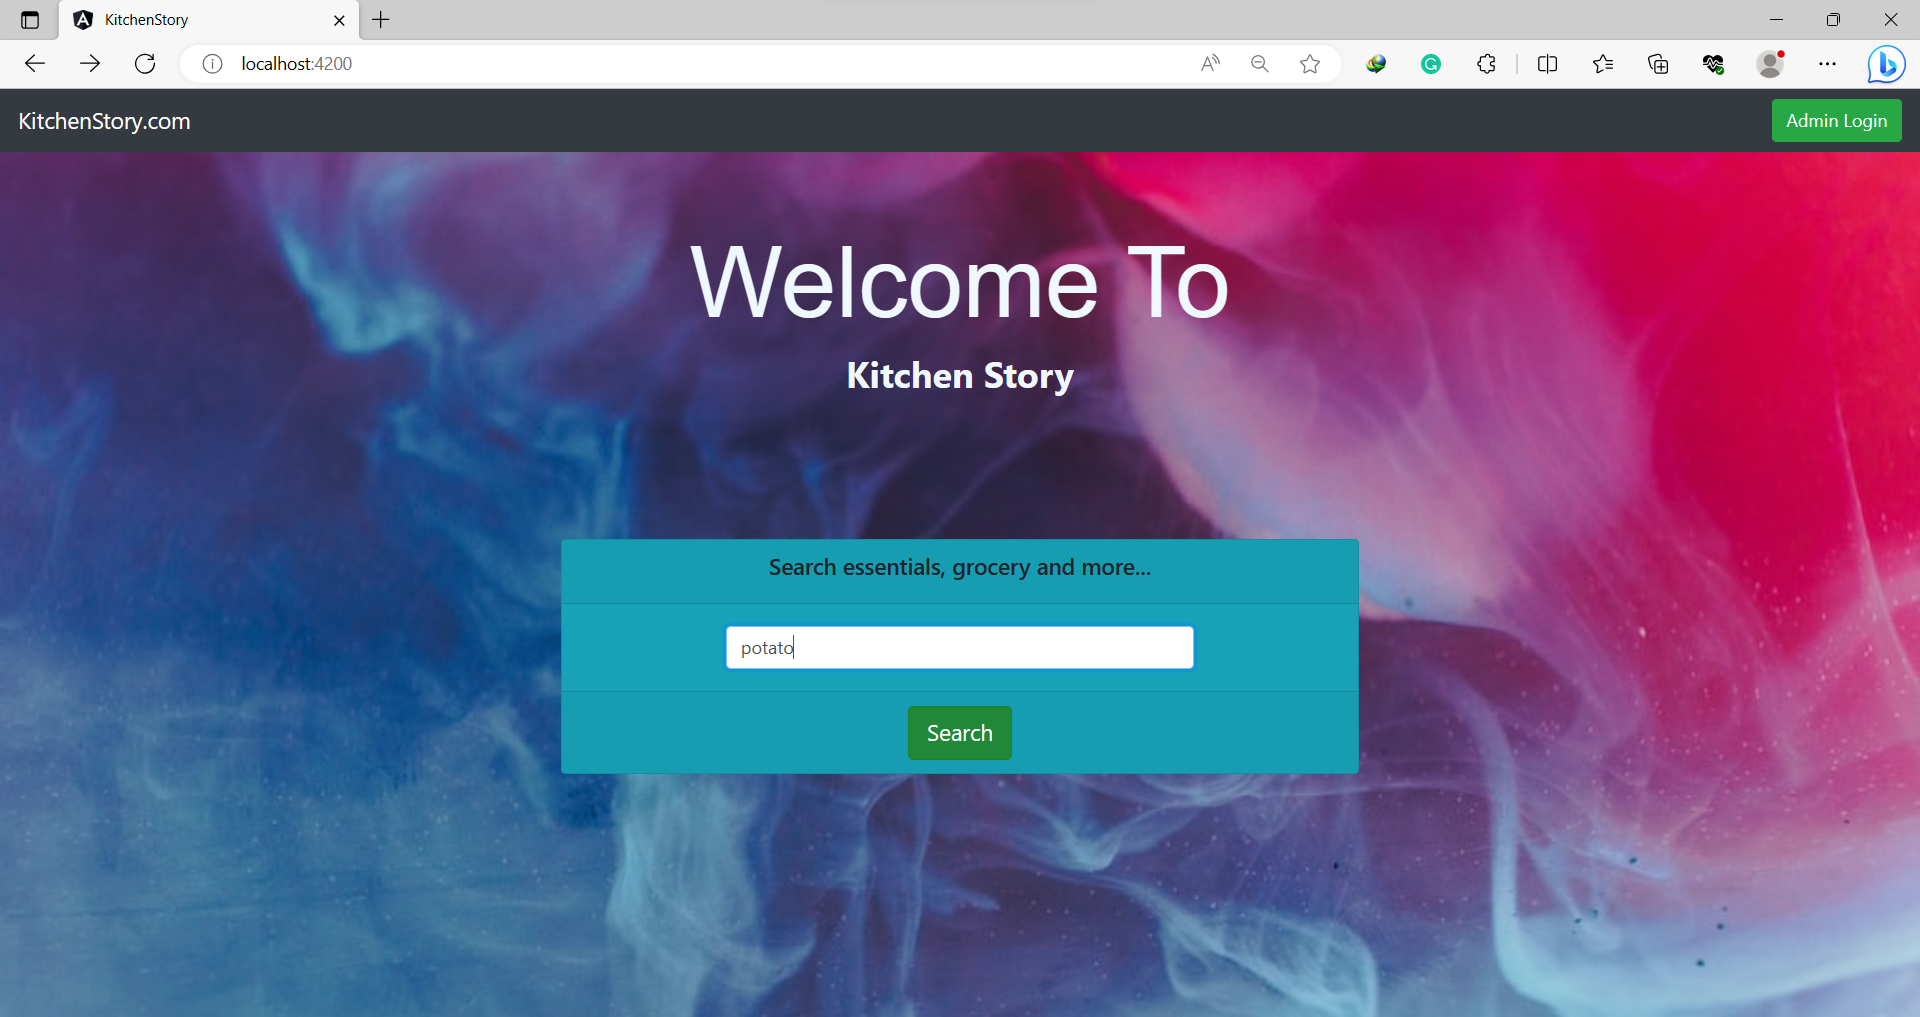 KitchenStory
localhost:4200
KitchenStory.com
Admin Login
Welcome To
Kitchen Story
Search essentials, grocery and more...
potato
Search